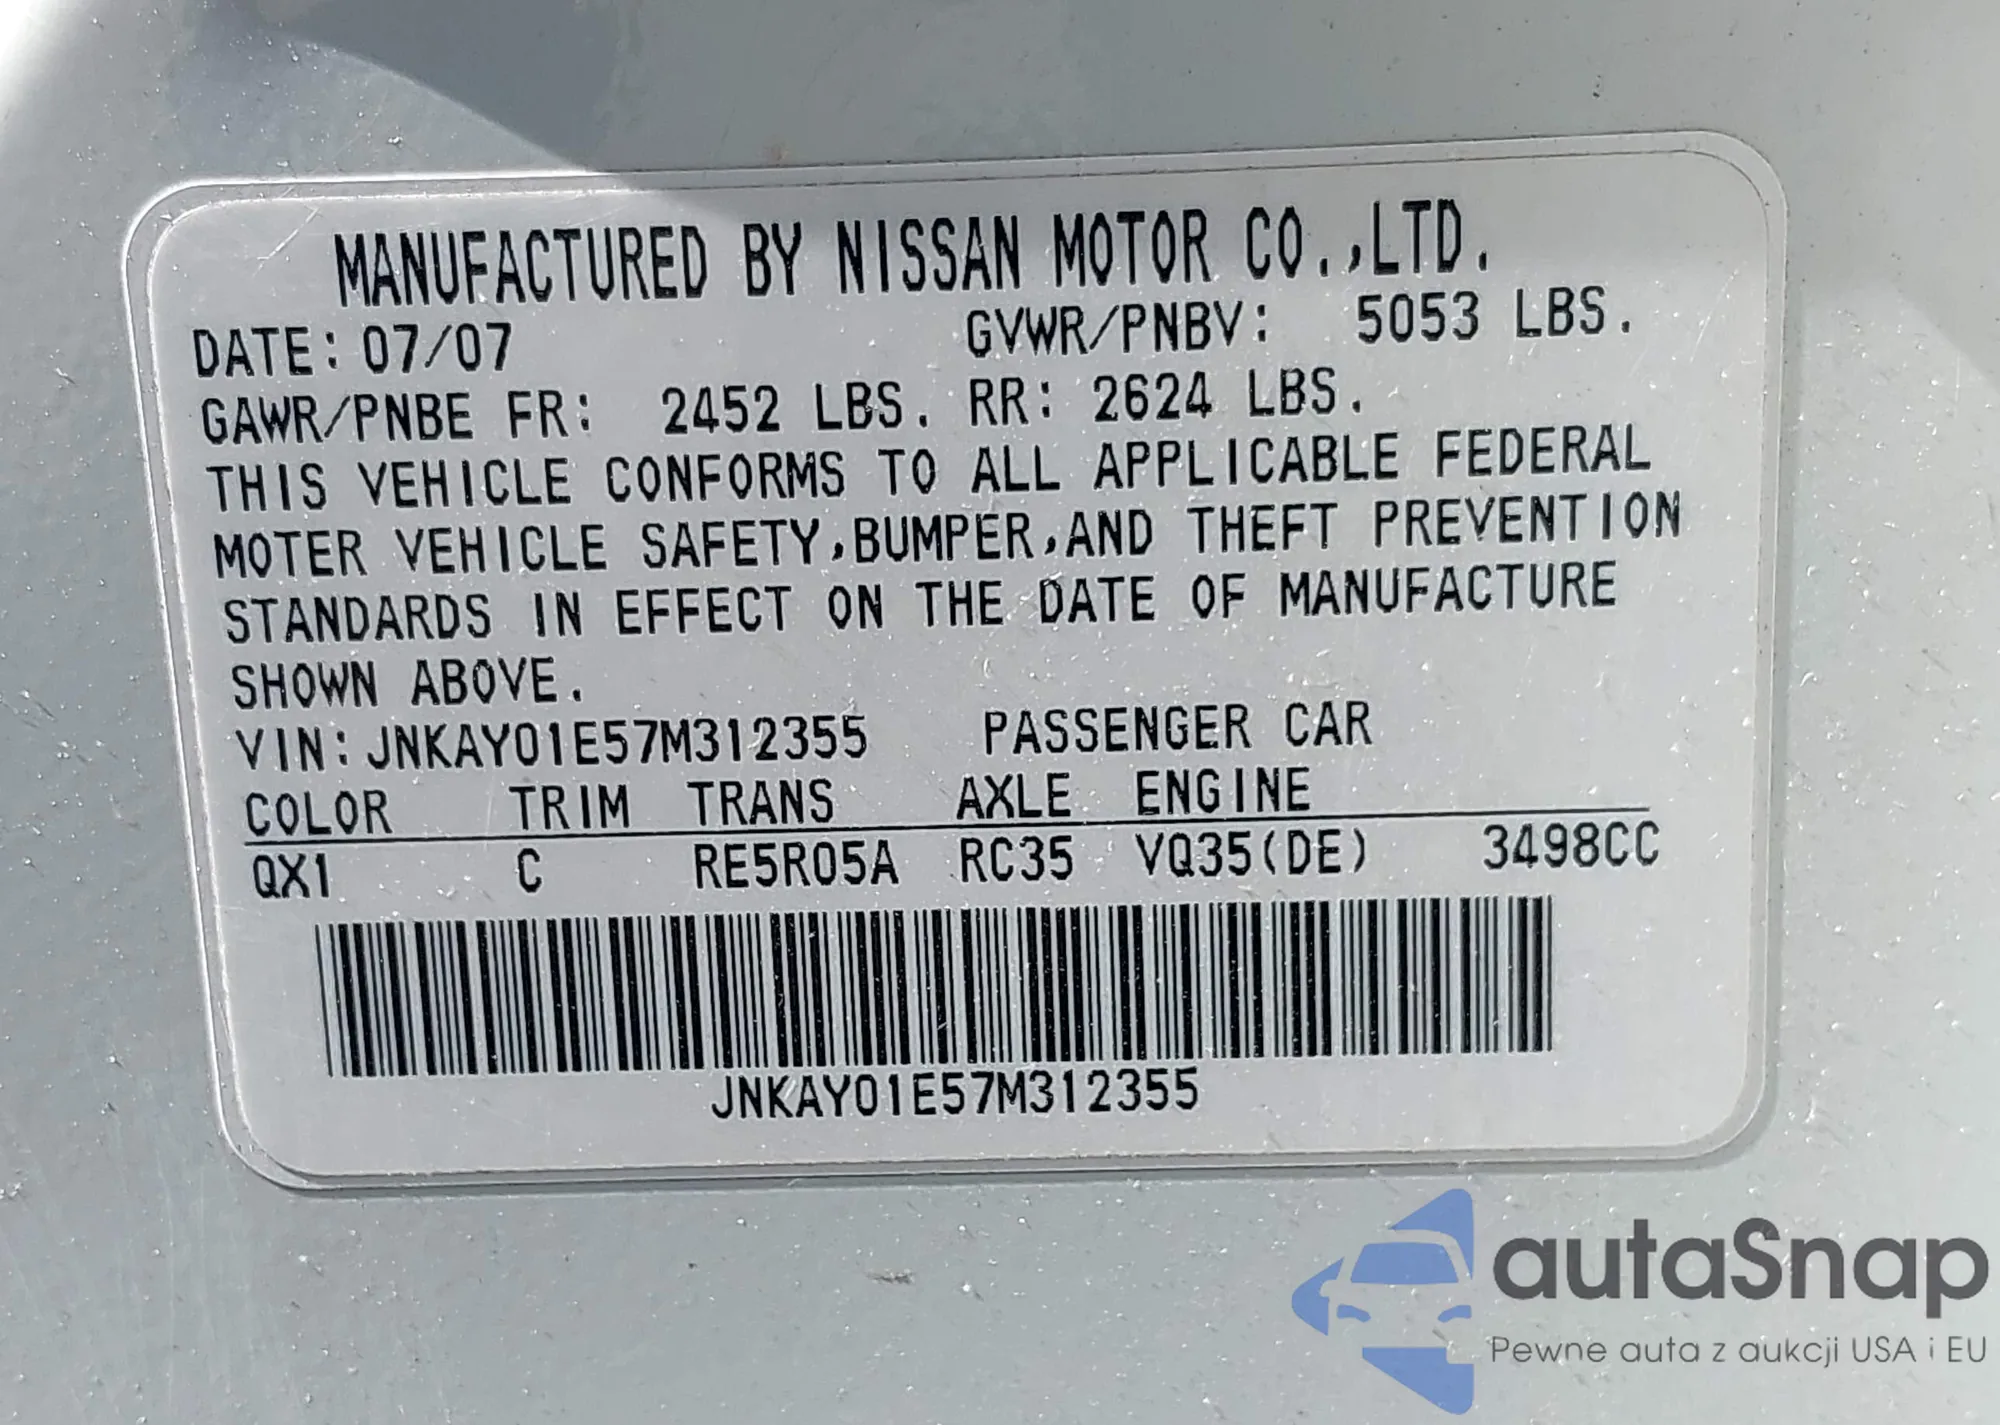 MANUFACTURED BY NISSAN MOTOR CO.,LTD.
DATE: 07/07 GVWR/PNBV: 5053 LBS.
GAWR/PNBE FR: 2452 LBS. RR: 2624 LBS.
THIS VEHICLE CONFORMS TO ALL APPLICABLE FEDERAL
MOTER VEHICLE SAFETY,BUMPER,AND THEFT PREVENTION
STANDARDS IN EFFECT ON THE DATE OF MANUFACTURE
SHOWN ABOVE.
VIN: JNKAY01E57M312355 PASSENGER CAR
COLOR TRIM TRANS AXLE ENGINE
QX1 C RE5R05A RC35 VQ35(DE) 3498CC
JNKAY01E57M312355
autaSnap
Pewne auta z aukcji USA i EU